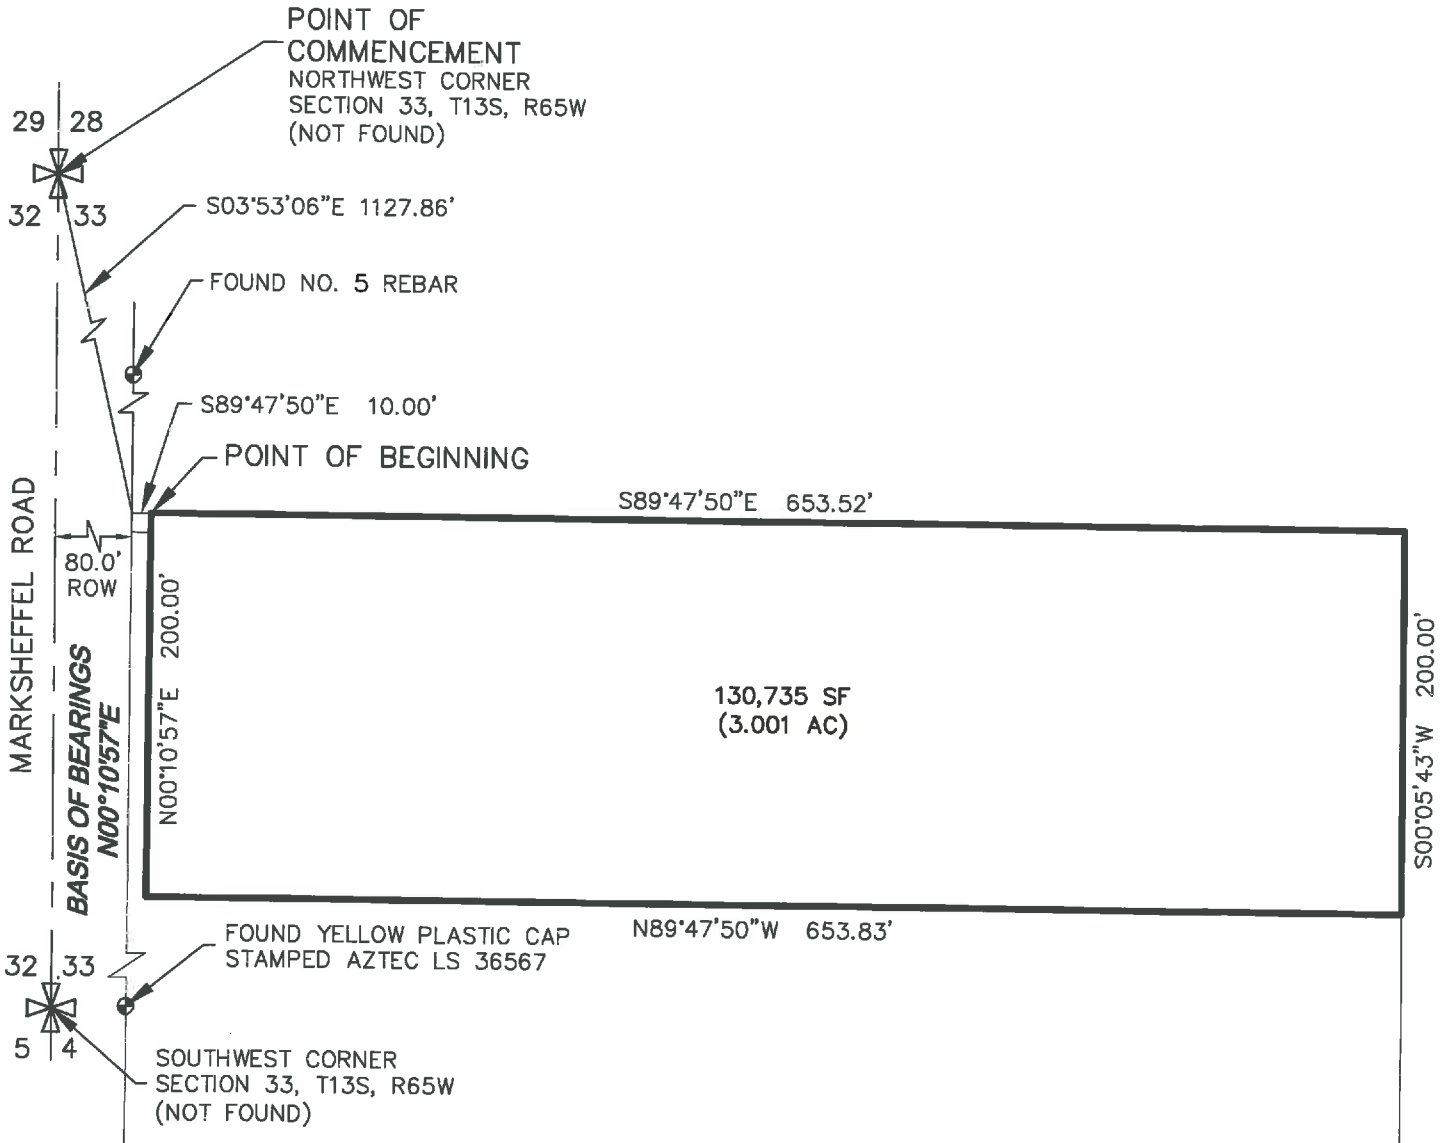 POINT OF
COMMENCEMENT
NORTHWEST CORNER
SECTION 33, T13S, R65W
(NOT FOUND)
29 28
32 33
S03°53'06"E 1127.86'
FOUND NO. 5 REBAR
S89°47'50"E 10.00'
POINT OF BEGINNING
S89°47'50"E 653.52'
MARKSHEFFEL ROAD
80.0'
ROW
BASIS OF BEARINGS
N00°10'57"E
N00°10'57"E 200.00'
130,735 SF
(3.001 AC)
S00°05'43"W 200.00'
N89°47'50"W 653.83'
FOUND YELLOW PLASTIC CAP
STAMPED AZTEC LS 36567
32 33
5 4
SOUTHWEST CORNER
SECTION 33, T13S, R65W
(NOT FOUND)